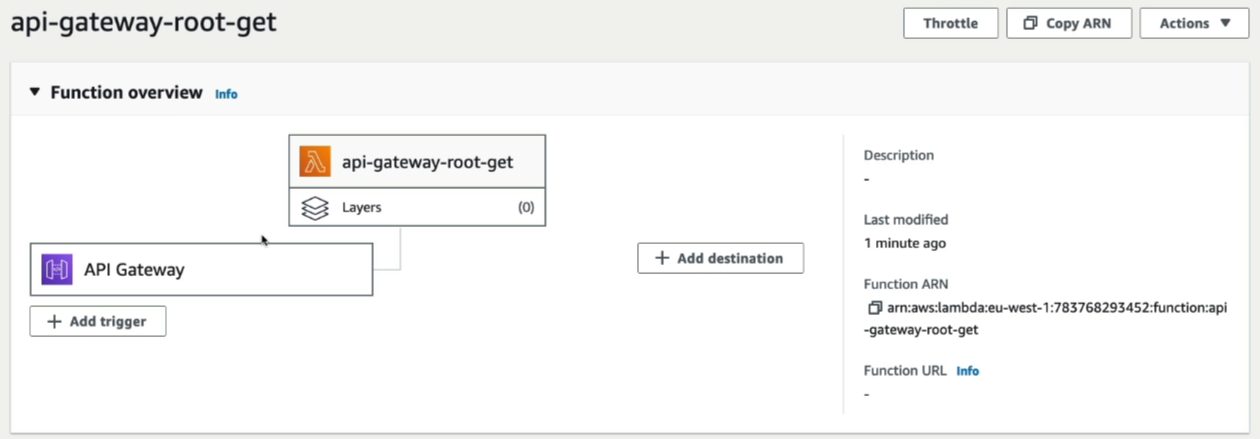 api-gateway-root-get
Throttle
Copy ARN
Actions
Function overview Info
api-gateway-root-get
Layers (0)
API Gateway
+ Add trigger
+ Add destination
Description
-
Last modified
1 minute ago
Function ARN
arn:aws:lambda:eu-west-1:783768293452:function:api
-gateway-root-get
Function URL Info
-